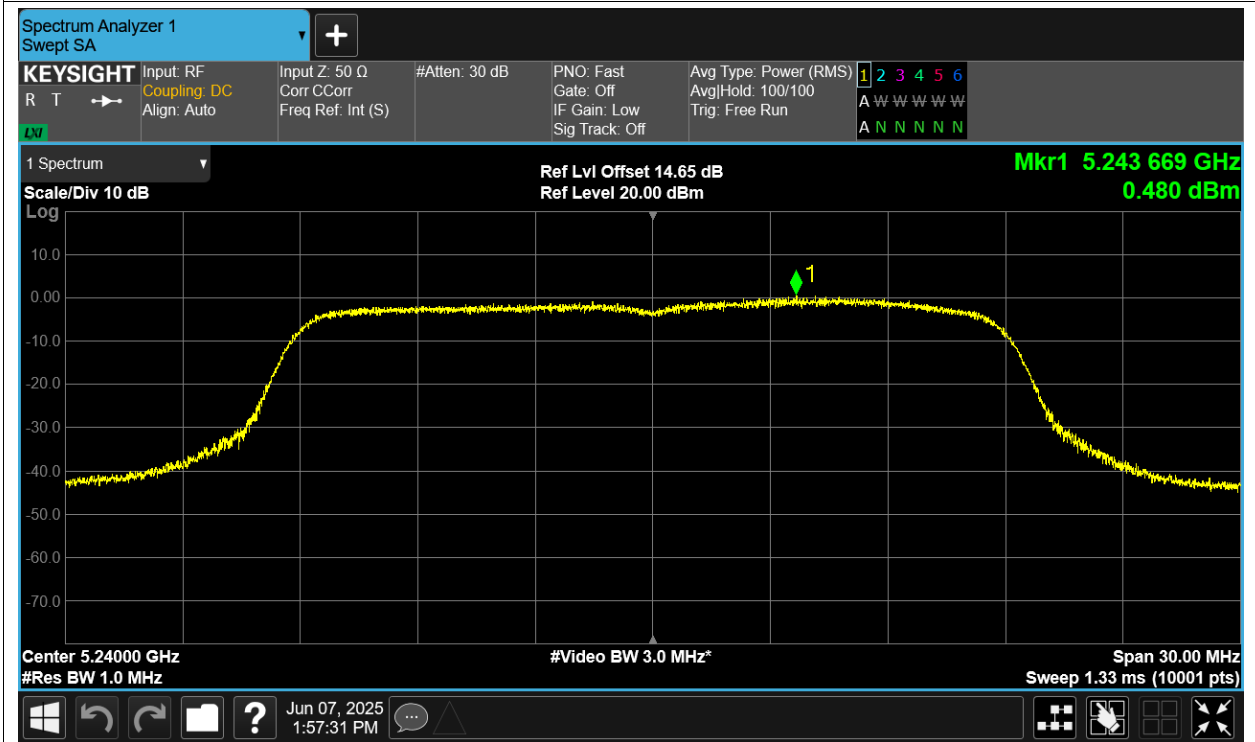 Spectrum Analyzer 1
Swept SA
KEYSIGHT
R T
LXI
Input: RF
Coupling: DC
Align: Auto
Input Z: 50 Ω
Corr CCorr
Freq Ref: Int (S)
#Atten: 30 dB
PNO: Fast
Gate: Off
IF Gain: Low
Sig Track: Off
Avg Type: Power (RMS)
Avg|Hold: 100/100
Trig: Free Run
1 2 3 4 5 6
A W W W W W
A N N N N N
1 Spectrum
Scale/Div 10 dB
Log
Ref Lvl Offset 14.65 dB
Ref Level 20.00 dBm
Mkr1 5.243 669 GHz
0.480 dBm
1
10.0
0.00
-10.0
-20.0
-30.0
-40.0
-50.0
-60.0
-70.0
Center 5.24000 GHz
#Res BW 1.0 MHz
#Video BW 3.0 MHz*
Span 30.00 MHz
Sweep 1.33 ms (10001 pts)
?
Jun 07, 2025
1:57:31 PM